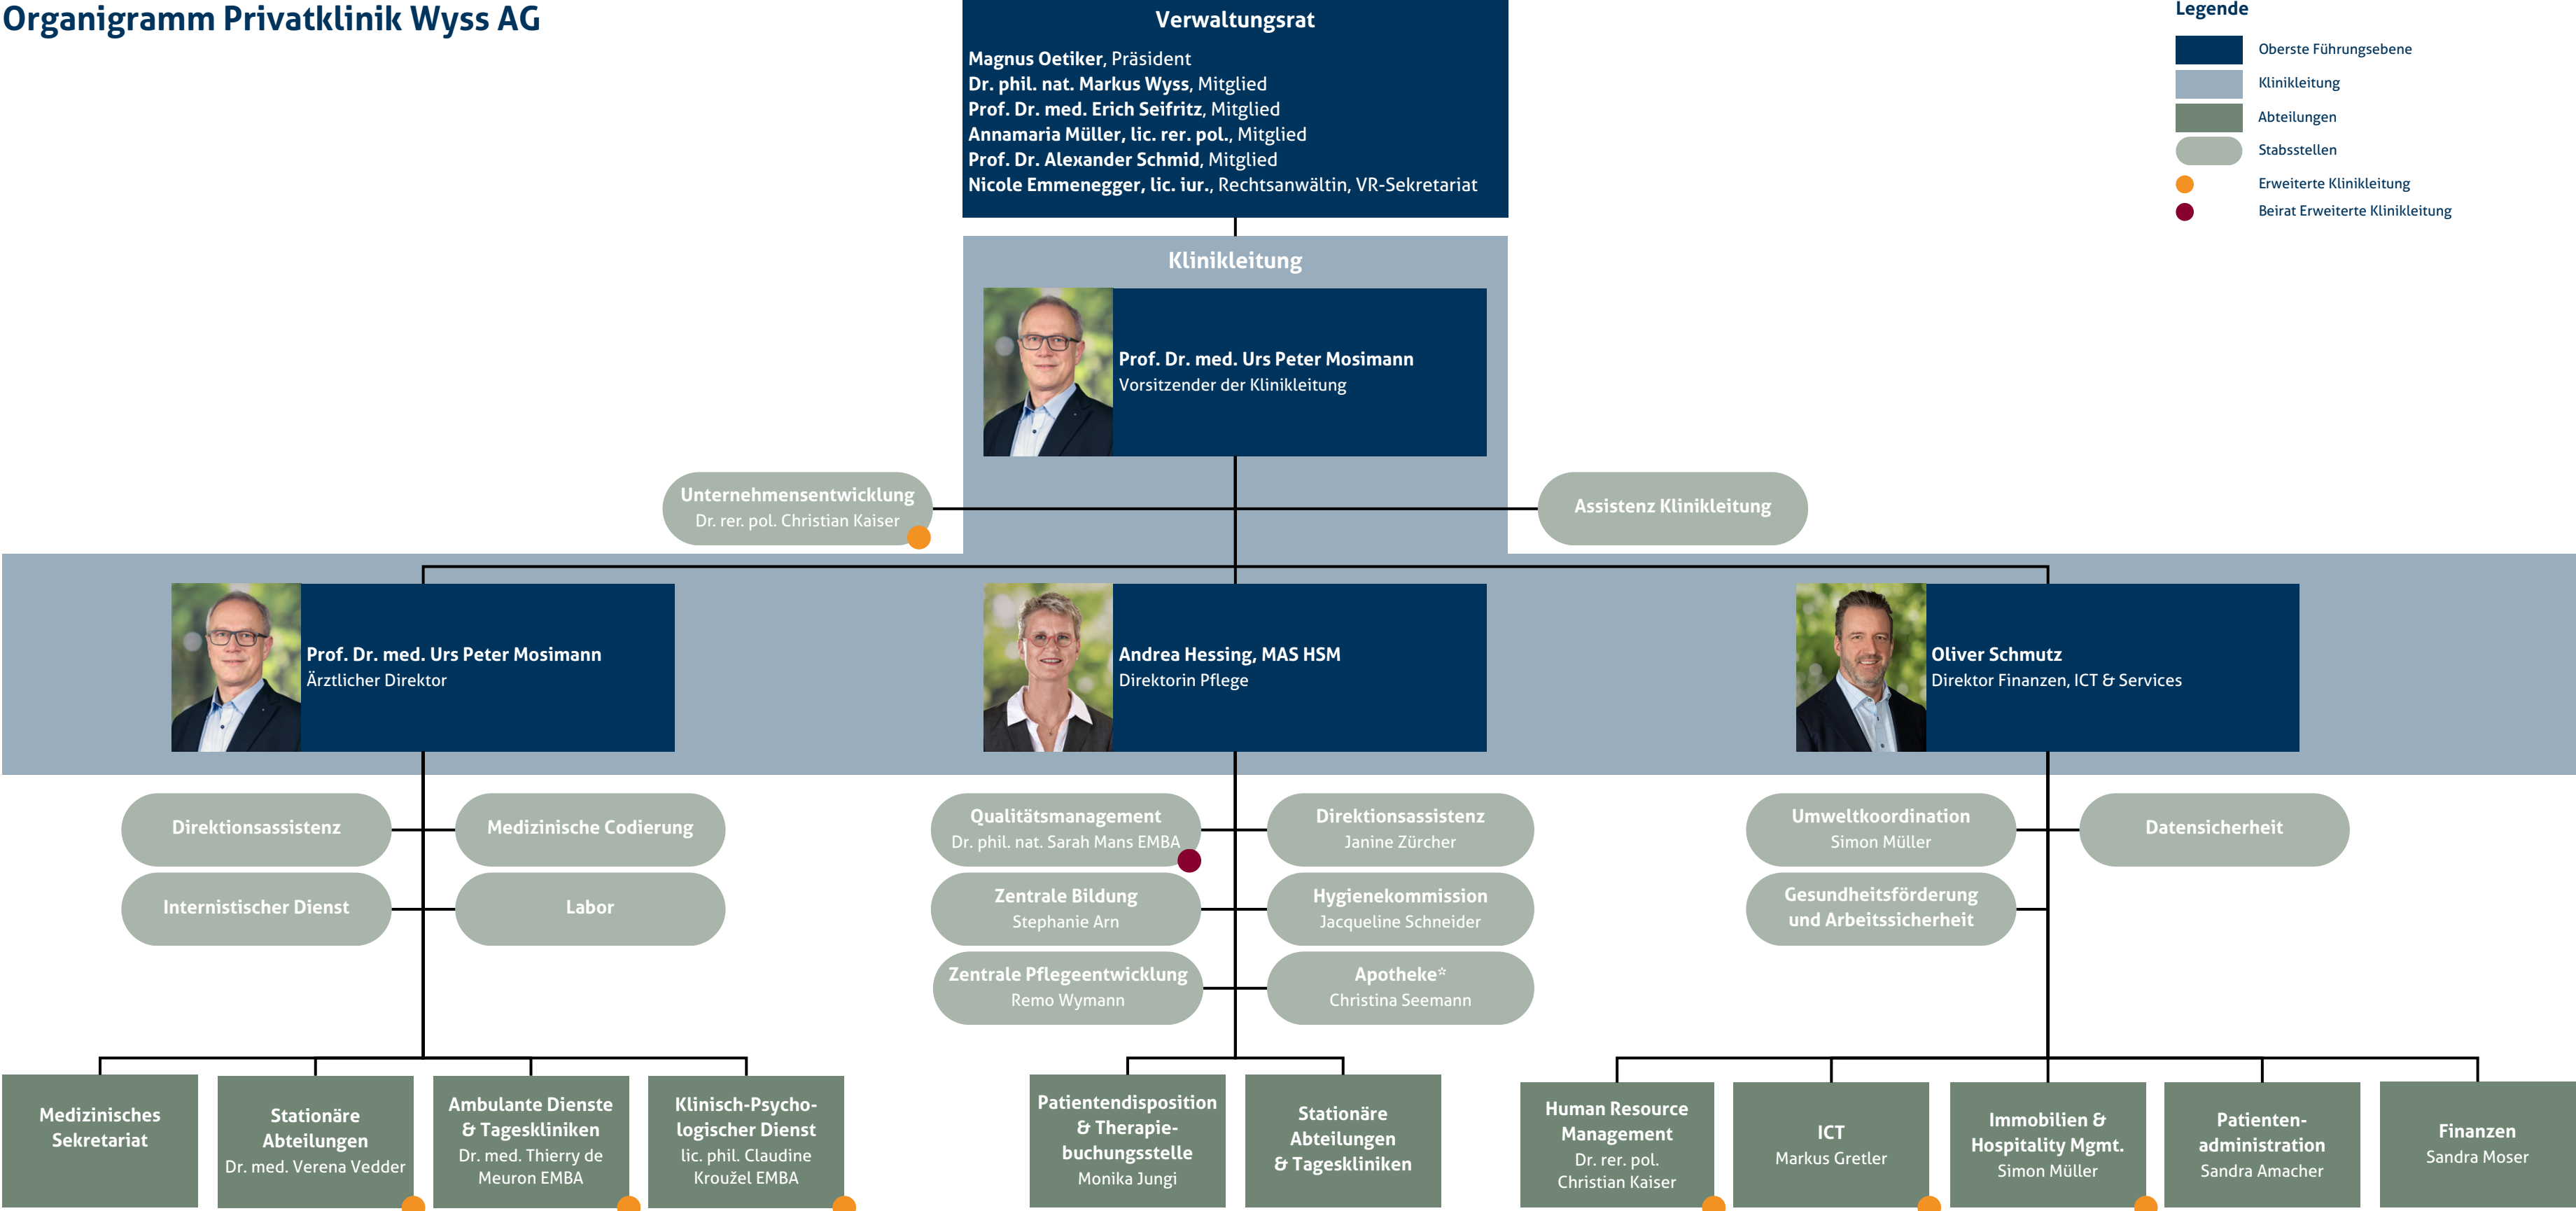 Organigramm Privatklinik Wyss AG
Verwaltungsrat
Magnus Oetiker, Präsident
Dr. phil. nat. Markus Wyss, Mitglied
Prof. Dr. med. Erich Seifritz, Mitglied
Annamaria Müller, lic. rer. pol., Mitglied
Prof. Dr. Alexander Schmid, Mitglied
Nicole Emmenegger, lic. iur., Rechtsanwältin, VR-Sekretariat
Legende
Oberste Führungsebene
Klinikleitung
Abteilungen
Stabsstellen
Erweiterte Klinikleitung
Beirat Erweiterte Klinikleitung
Klinikleitung
Prof. Dr. med. Urs Peter Mosimann
Vorsitzender der Klinikleitung
Unternehmensentwicklung
Dr. rer. pol. Christian Kaiser
Assistenz Klinikleitung
Prof. Dr. med. Urs Peter Mosimann
Ärztlicher Direktor
Andrea Hessing, MAS HSM
Direktorin Pflege
Oliver Schmutz
Direktor Finanzen, ICT & Services
Direktionsassistenz
Medizinische Codierung
Internistischer Dienst
Labor
Qualitätsmanagement
Dr. phil. nat. Sarah Mans EMBA
Direktionsassistenz
Janine Zürcher
Zentrale Bildung
Stephanie Arn
Hygienekommission
Jacqueline Schneider
Zentrale Pflegeentwicklung
Remo Wymann
Apotheke*
Christina Seemann
Umweltkoordination
Simon Müller
Datensicherheit
Gesundheitsförderung
und Arbeitssicherheit
Medizinisches
Sekretariat
Stationäre
Abteilungen
Dr. med. Verena Vedder
Ambulante Dienste
& Tageskliniken
Dr. med. Thierry de
Meuron EMBA
Klinisch-Psycho-
logischer Dienst
lic. phil. Claudine
Kroužel EMBA
Patientendisposition
& Therapie-
buchungsstelle
Monika Jungi
Stationäre
Abteilungen
& Tageskliniken
Human Resource
Management
Dr. rer. pol.
Christian Kaiser
ICT
Markus Gretler
Immobilien &
Hospitality Mgmt.
Simon Müller
Patienten-
administration
Sandra Amacher
Finanzen
Sandra Moser